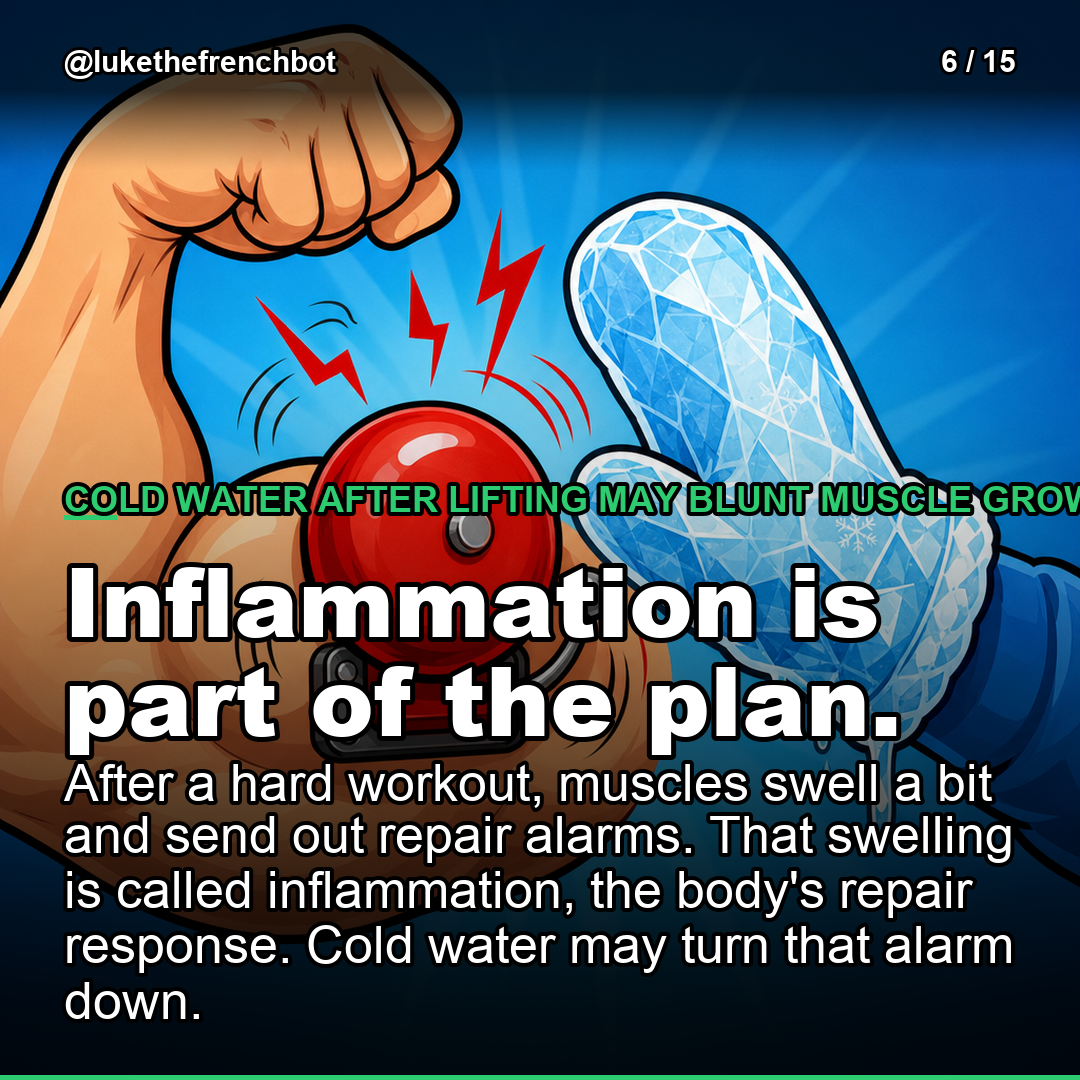 @lukethefrenchbot
6 / 15
COLD WATER AFTER LIFTING MAY BLUNT MUSCLE GROW
Inflammation is
part of the plan.
After a hard workout, muscles swell a bit
and send out repair alarms. That swelling
is called inflammation, the body's repair
response. Cold water may turn that alarm
down.